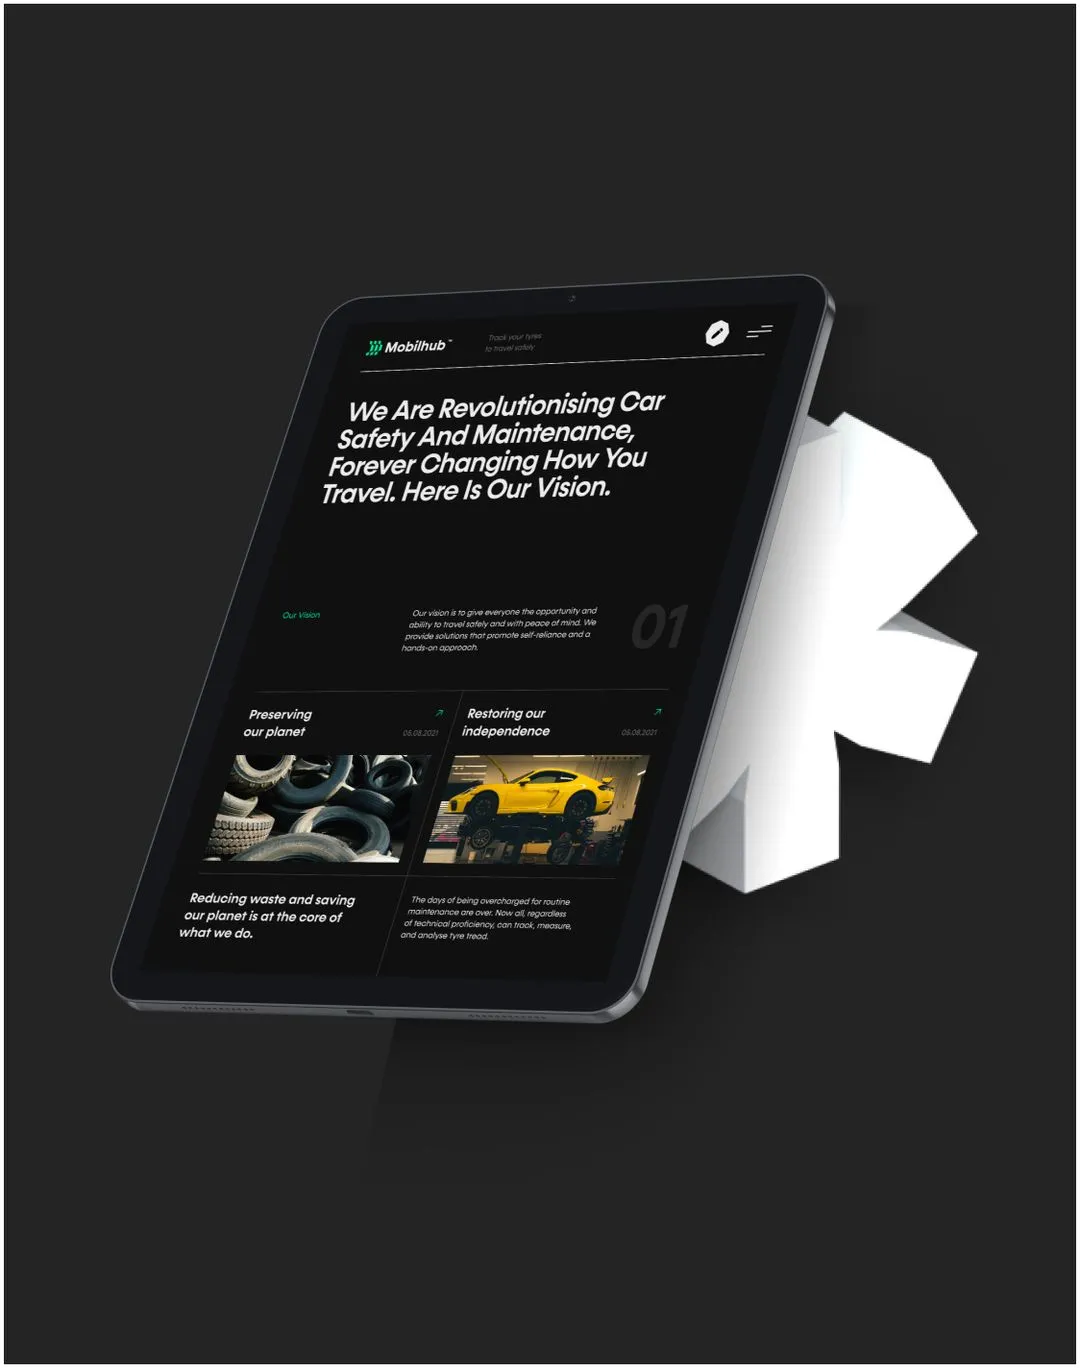 Mobilhub™
Track your tyres
to travel safely
We Are Revolutionising Car
Safety And Maintenance,
Forever Changing How You
Travel. Here Is Our Vision.
Our Vision
Our vision is to give everyone the opportunity and
ability to travel safely and with peace of mind. We
provide solutions that promote self-reliance and a
hands-on approach.
01
Preserving
our planet
05.08.2021
Restoring our
independence
05.08.2021
Reducing waste and saving
our planet is at the core of
what we do.
The days of being overcharged for routine
maintenance are over. Now all, regardless
of technical proficiency, can track, measure,
and analyse tyre tread.